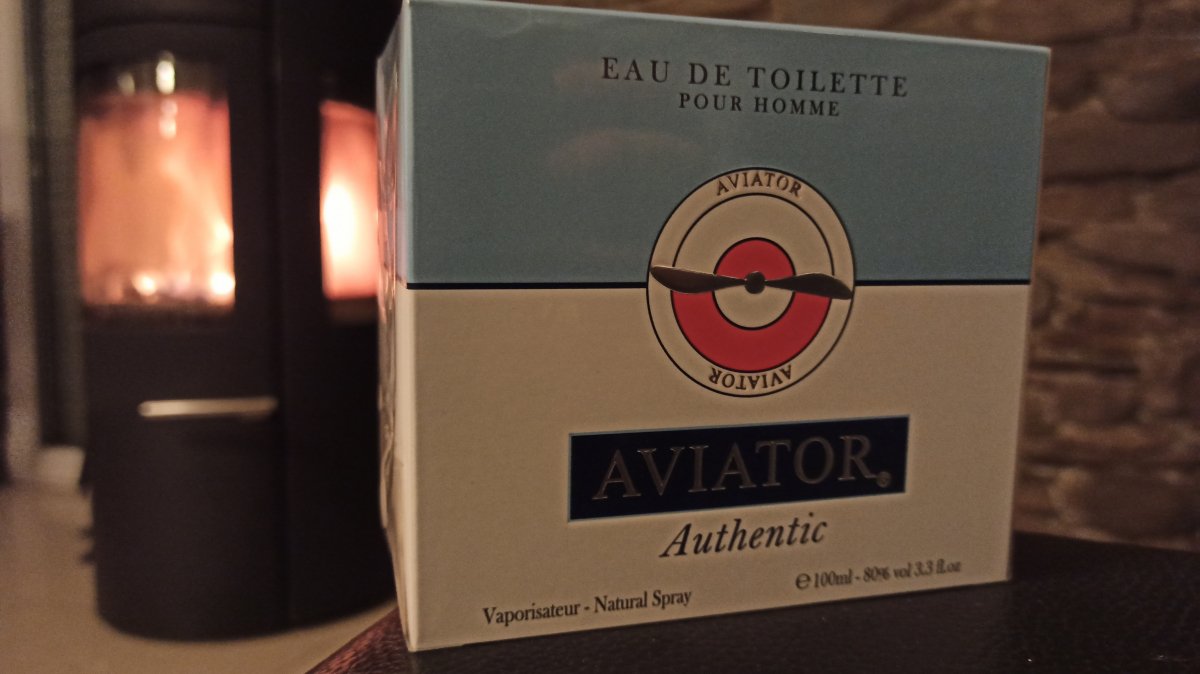 EAU DE TOILETTE
POUR HOMME
AVIATOR
AVIATOR
AVIATOR®
Authentic
Vaporisateur - Natural Spray
℮ 100ml - 80% vol 3.3 fl.oz